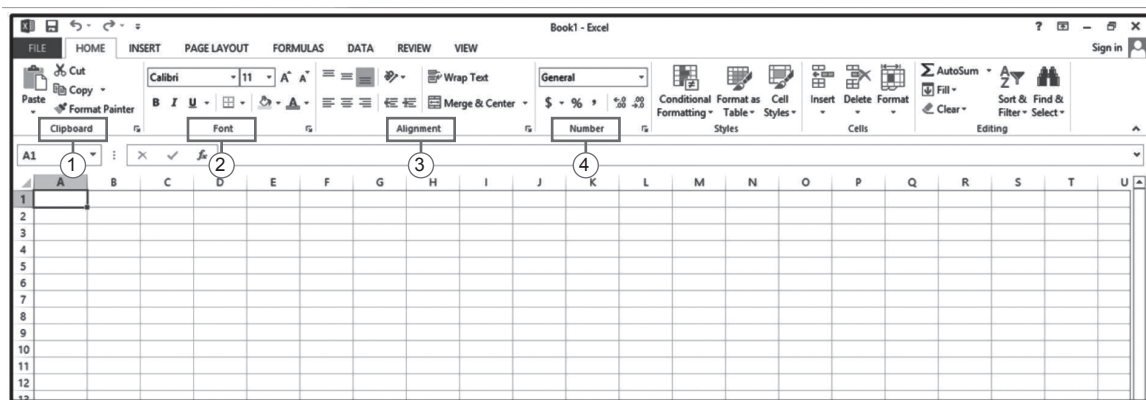 Book1 - Excel
FILE HOME INSERT PAGE LAYOUT FORMULAS DATA REVIEW VIEW Sign in
Cut Calibri 11 A A Wrap Text General AutoSum
Copy Fill
Paste Format Painter B I U A Merge & Center $ % , Conditional Formatting Format as Table Cell Styles Insert Delete Format Clear Sort & Filter Find & Select
Clipboard Font Alignment Number Styles Cells Editing
A1 fx
1 2 3 4
A B C D E F G H I J K L M N O P Q R S T U
1
2
3
4
5
6
7
8
9
10
11
12
13